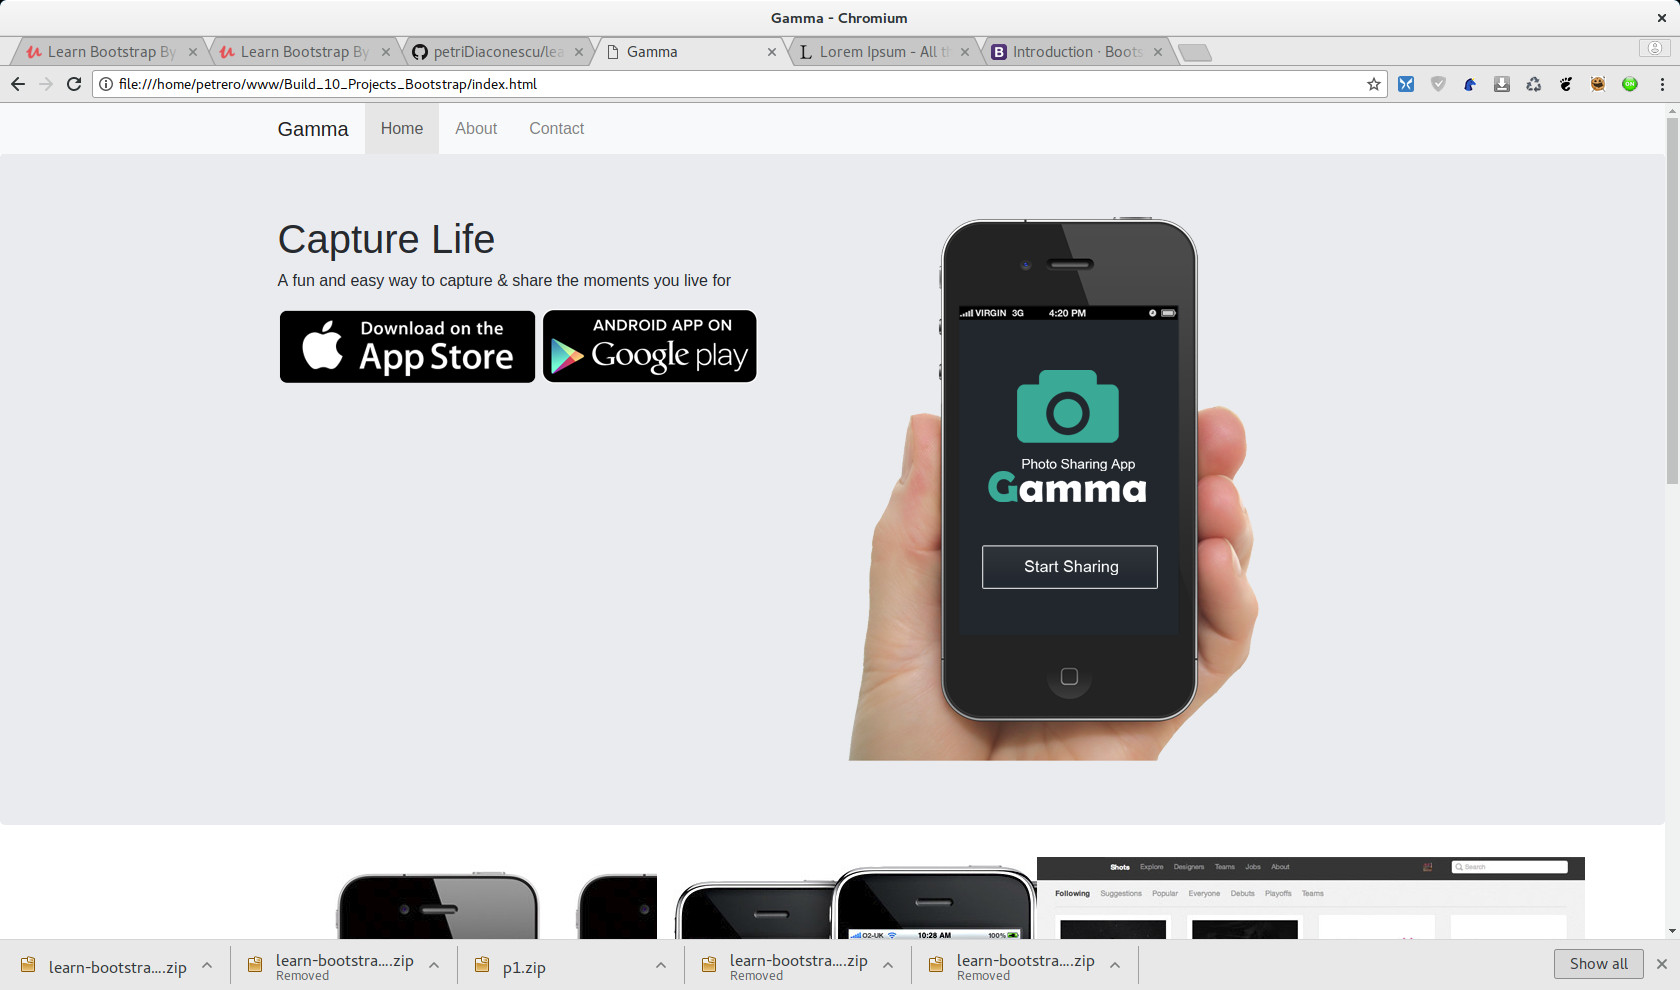 Gamma - Chromium
Learn Bootstrap By
Learn Bootstrap By
petriDiaconescu/lea
Gamma
Lorem Ipsum - All t
Introduction · Boots
file:///home/petrero/www/Build_10_Projects_Bootstrap/index.html
ON
Gamma
Home
About
Contact
Capture Life
A fun and easy way to capture & share the moments you live for
Download on the
App Store
ANDROID APP ON
Google play
VIRGIN 3G
4:20 PM
Photo Sharing App
Gamma
Start Sharing
O2-UK
10:28 AM
100%
Shots
Explore
Designers
Teams
Jobs
About
Search
Following
Suggestions
Popular
Everyone
Debuts
Playoffs
Teams
learn-bootstra....zip
learn-bootstra....zip
Removed
p1.zip
learn-bootstra....zip
Removed
learn-bootstra....zip
Removed
Show all